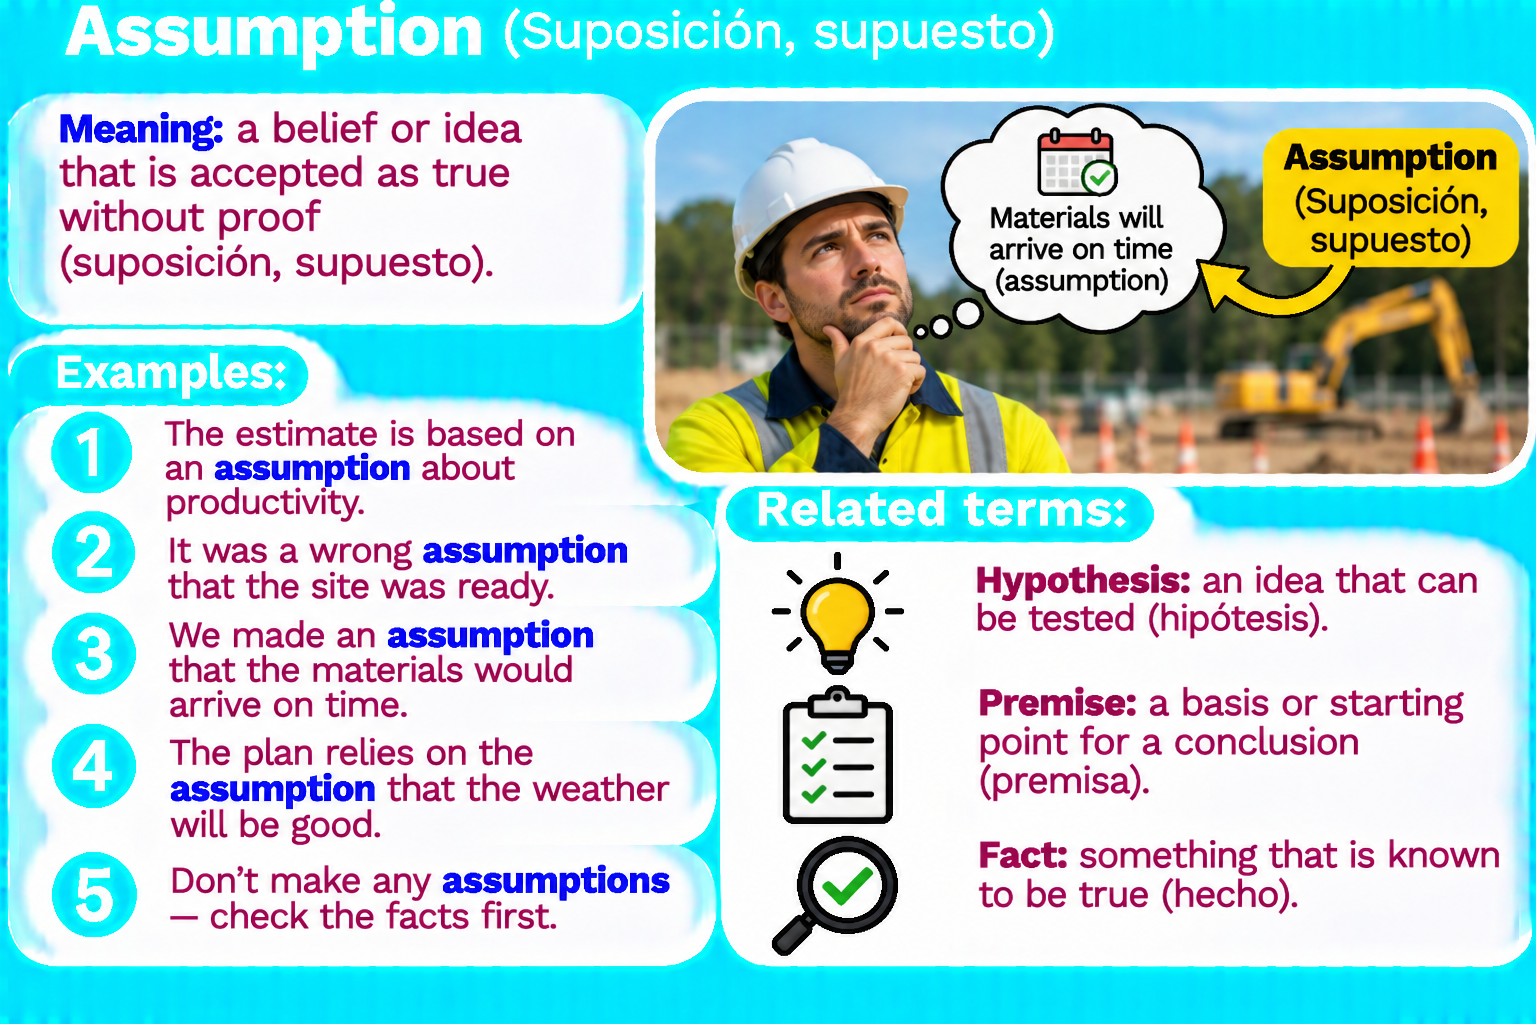 Assumption (Suposición, supuesto)
Meaning: a belief or idea
that is accepted as true
without proof
(suposición, supuesto).
Materials will
arrive on time
(assumption)
Assumption
(Suposición,
supuesto)
Examples:
1 The estimate is based on
an assumption about
productivity.
2 It was a wrong assumption
that the site was ready.
3 We made an assumption
that the materials would
arrive on time.
4 The plan relies on the
assumption that the weather
will be good.
5 Don’t make any assumptions
— check the facts first.
Related terms:
Hypothesis: an idea that can
be tested (hipótesis).
Premise: a basis or starting
point for a conclusion
(premisa).
Fact: something that is known
to be true (hecho).